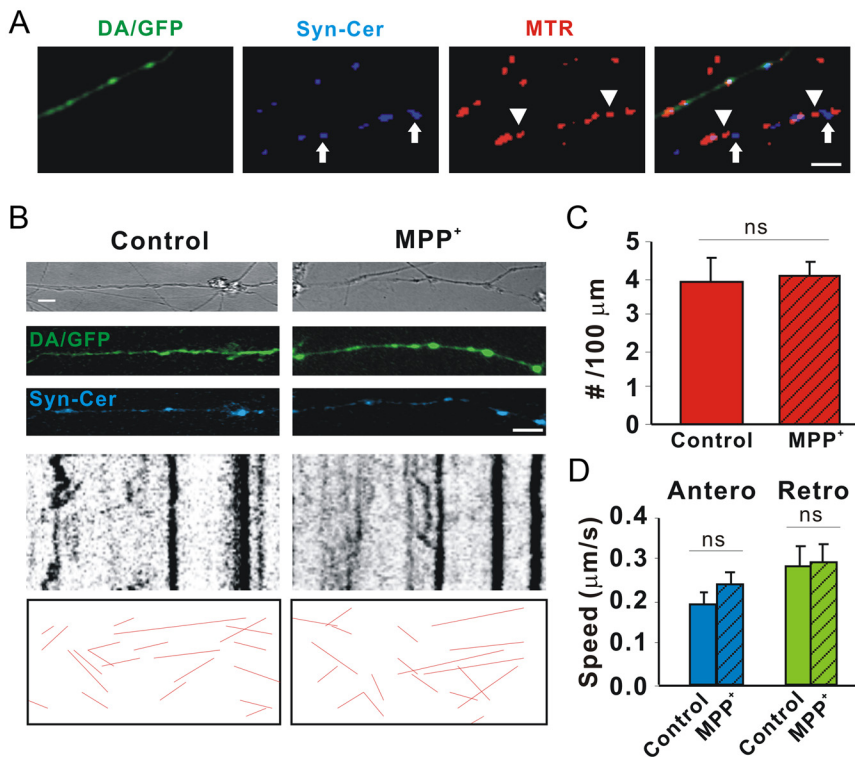 A
DA/GFP
Syn-Cer
MTR
B
Control
MPP⁺
DA/GFP
Syn-Cer
C
ns
# /100 μm
5
4
3
2
1
0
Control
MPP⁺
D
Antero
Retro
Speed (μm/s)
0.4
0.3
0.2
0.1
0.0
ns
ns
Control
MPP⁺
Control
MPP⁺